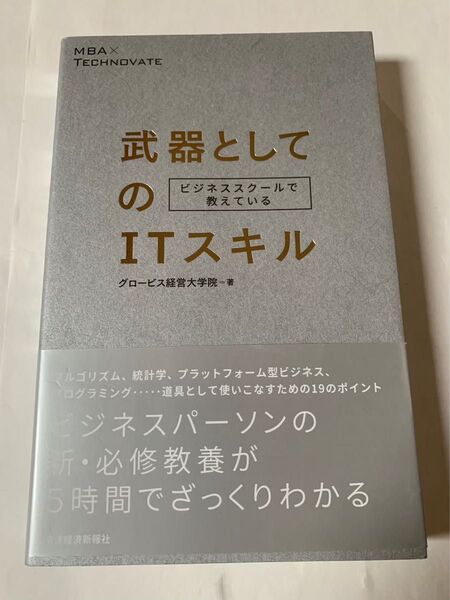 MBA×
TECHNOVATE
武器として
の
ビジネススクールで
教えている
ITスキル
グロービス経営大学院－著
アルゴリズム、統計学、プラットフォーム型ビジネス、
プログラミング‥‥‥道具として使いこなすための19のポイント
ビジネスパーソンの
新・必修教養が
5時間でざっくりわかる
東洋経済新報社